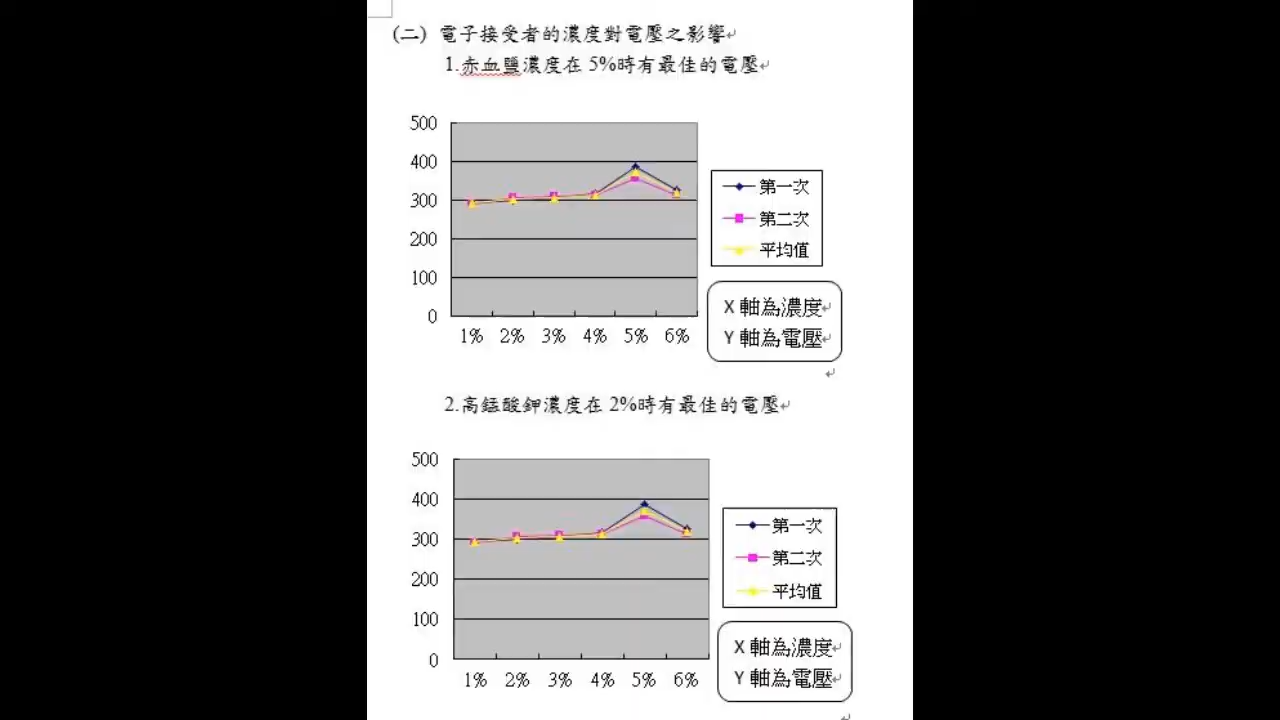 (二) 電子接受者的濃度對電壓之影響
1.赤血鹽濃度在 5%時有最佳的電壓
500
400
300
200
100
0
1% 2% 3% 4% 5% 6%
第一次
第二次
平均值
X 軸為濃度
Y 軸為電壓
2.高錳酸鉀濃度在 2%時有最佳的電壓
500
400
300
200
100
0
1% 2% 3% 4% 5% 6%
第一次
第二次
平均值
X 軸為濃度
Y 軸為電壓